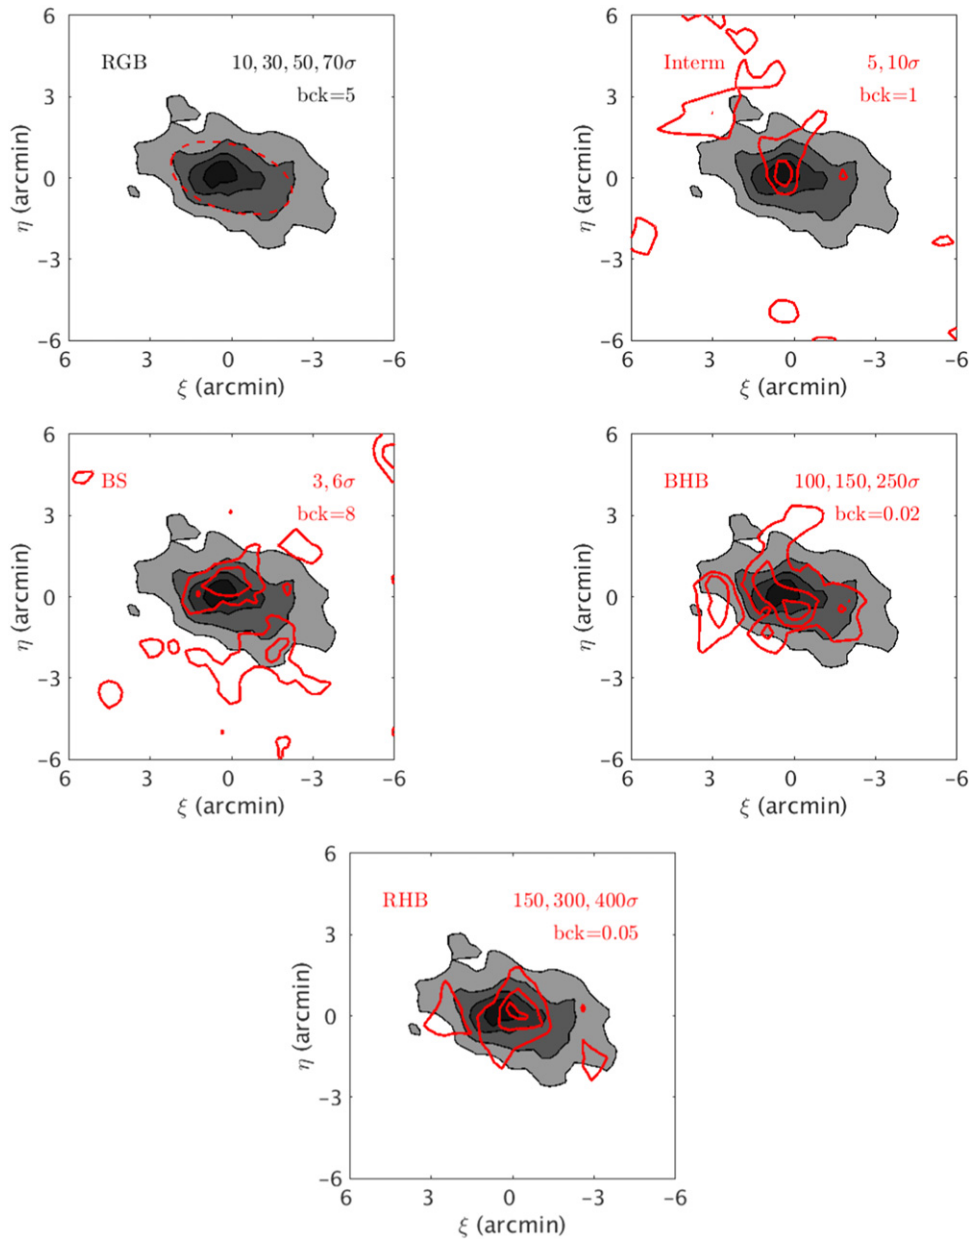 RGB 10, 30, 50, 70σ
bck=5
6
3
0
−3
−6
η (arcmin)
6 3 0 −3 −6
ξ (arcmin)
Interm 5, 10σ
bck=1
6
3
0
−3
−6
η (arcmin)
6 3 0 −3 −6
ξ (arcmin)
BS 3, 6σ
bck=8
6
3
0
−3
−6
η (arcmin)
6 3 0 −3 −6
ξ (arcmin)
BHB 100, 150, 250σ
bck=0.02
6
3
0
−3
−6
η (arcmin)
6 3 0 −3 −6
ξ (arcmin)
RHB 150, 300, 400σ
bck=0.05
6
3
0
−3
−6
η (arcmin)
6 3 0 −3 −6
ξ (arcmin)